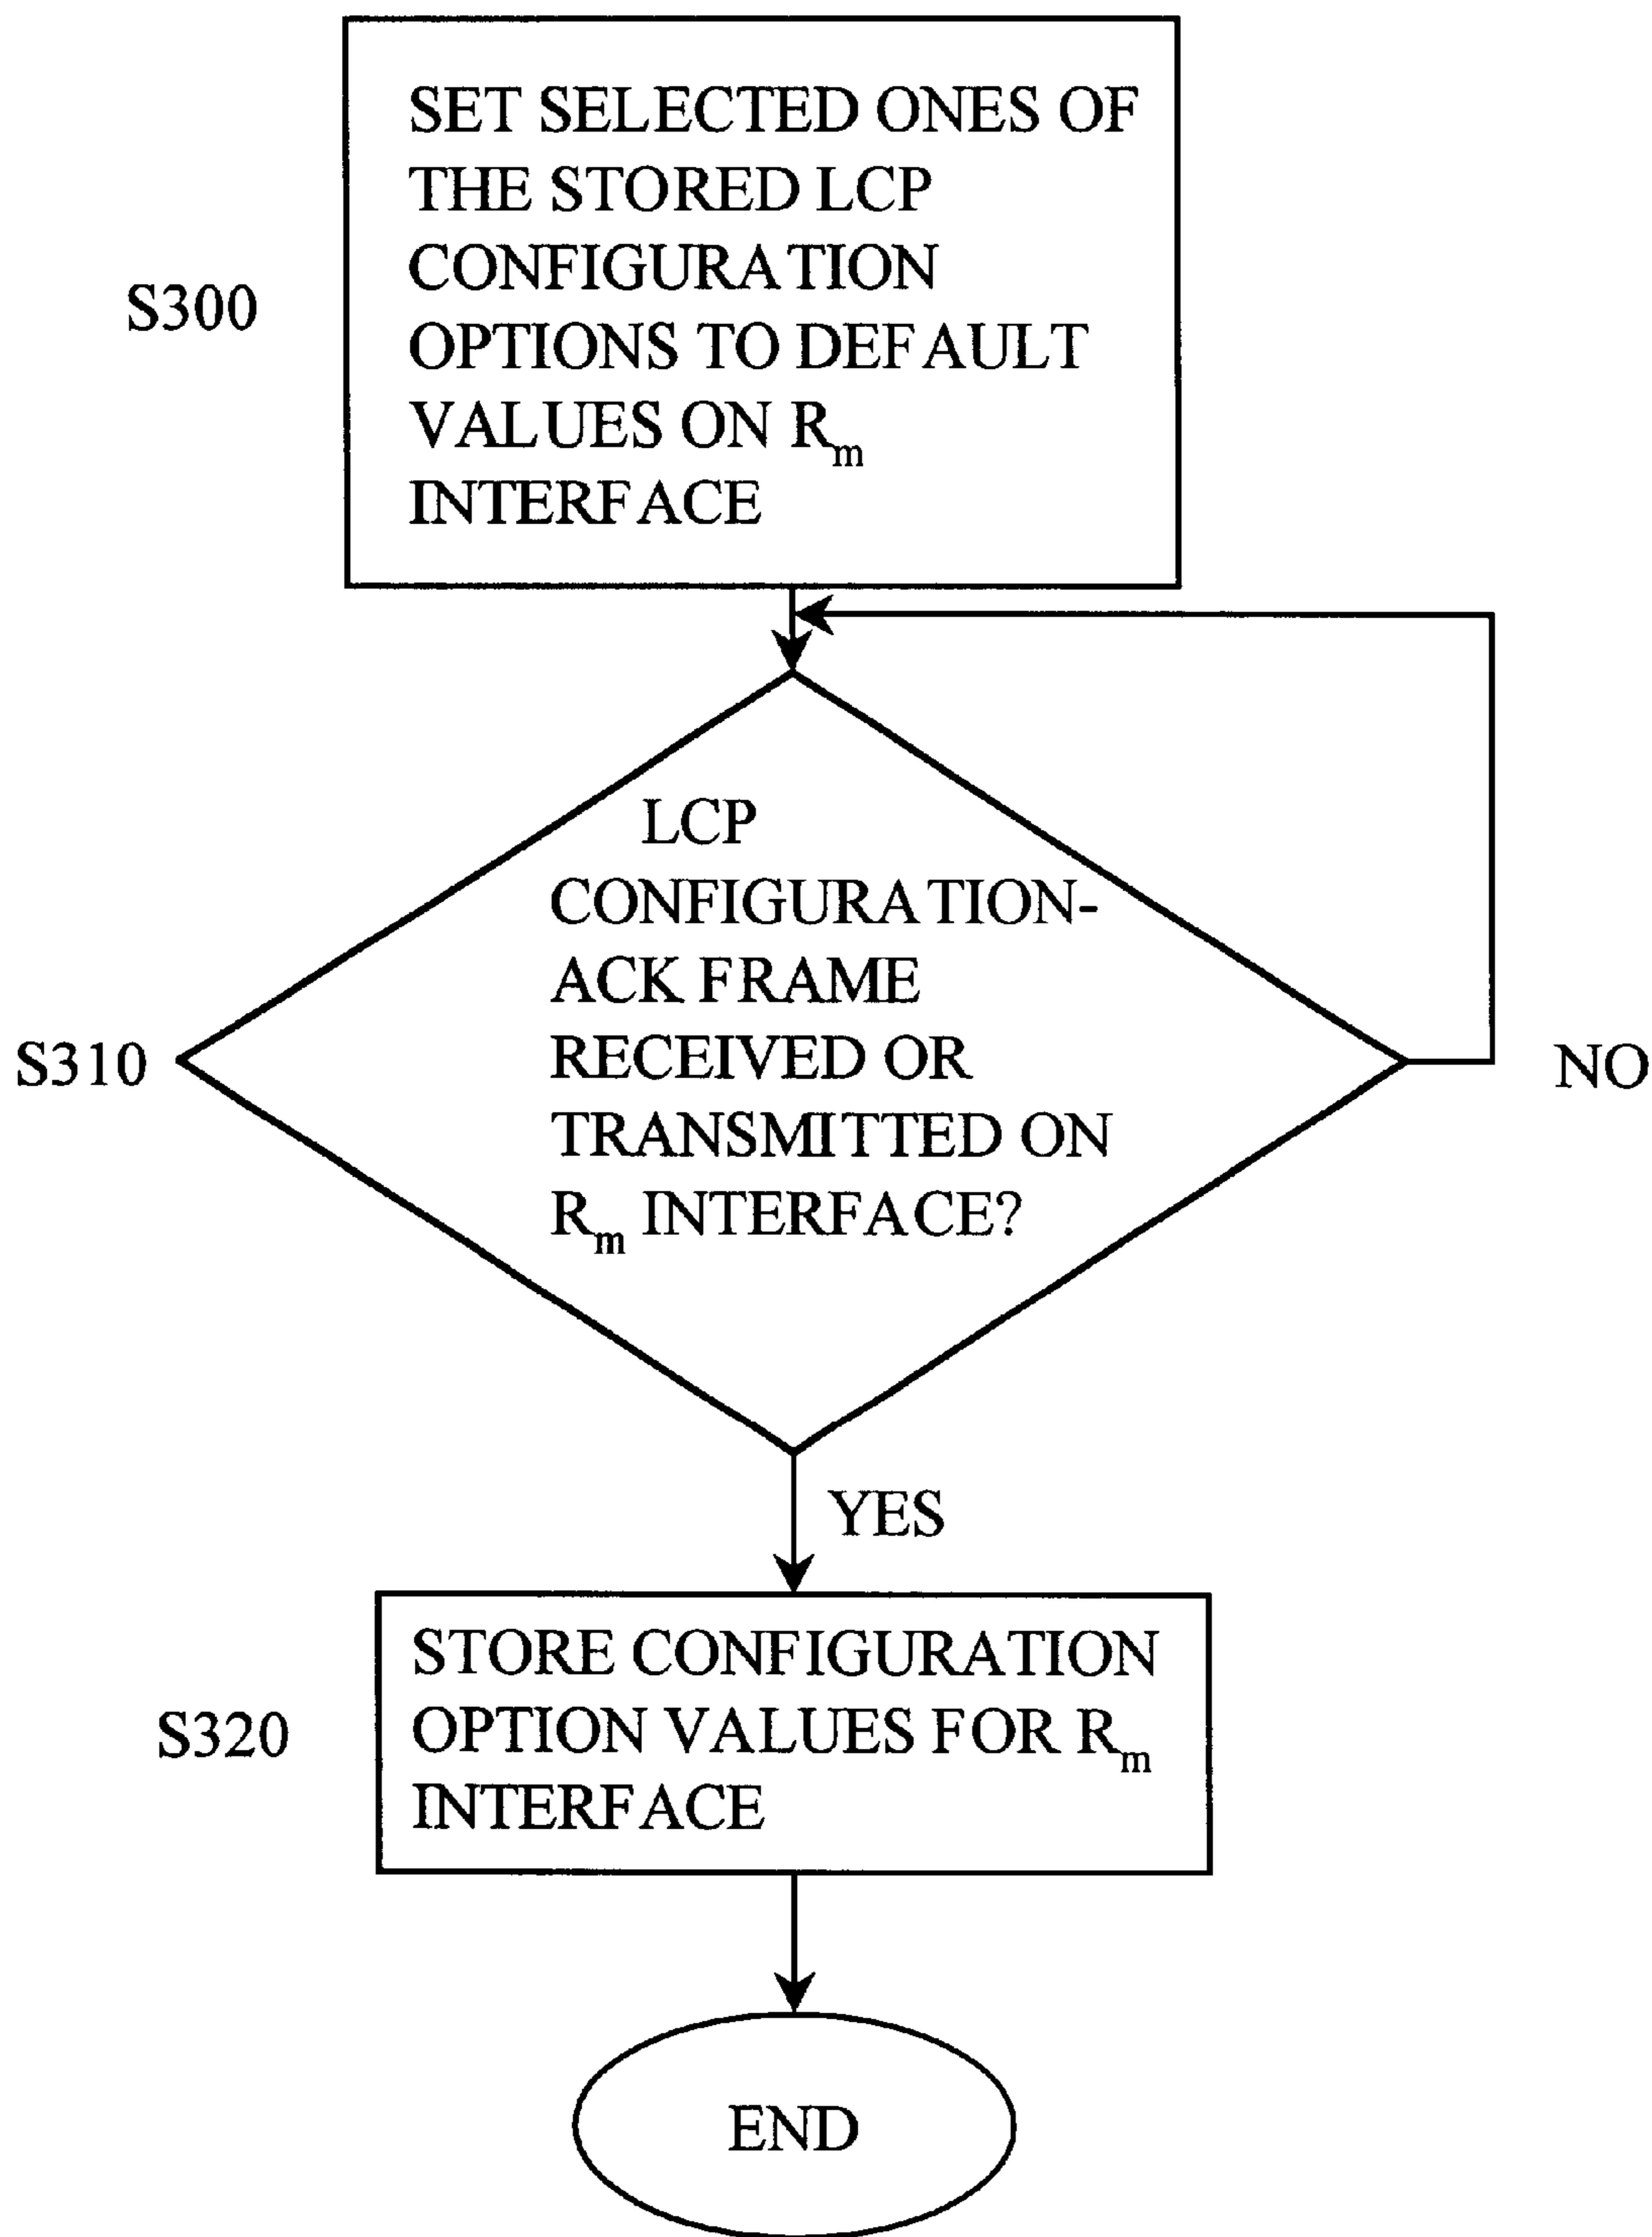 SET SELECTED ONES OF
THE STORED LCP
CONFIGURATION
OPTIONS TO DEFAULT
VALUES ON Rm
INTERFACE
S300
LCP
CONFIGURATION-
ACK FRAME
RECEIVED OR
TRANSMITTED ON
Rm INTERFACE?
S310
NO
YES
STORE CONFIGURATION
OPTION VALUES FOR Rm
INTERFACE
S320
END